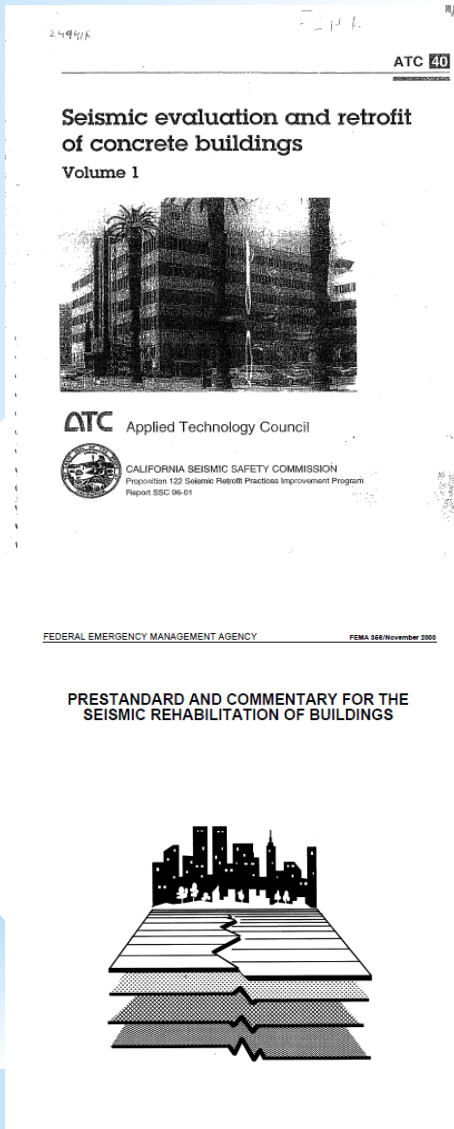 24941K
ATC 40
Seismic evaluation and retrofit
of concrete buildings
Volume 1
ATC Applied Technology Council
CALIFORNIA SEISMIC SAFETY COMMISSION
Proposition 122 Seismic Retrofit Practices Improvement Program
Report SSC 96-01
FEDERAL EMERGENCY MANAGEMENT AGENCY FEMA 356/November 2000
PRESTANDARD AND COMMENTARY FOR THE
SEISMIC REHABILITATION OF BUILDINGS